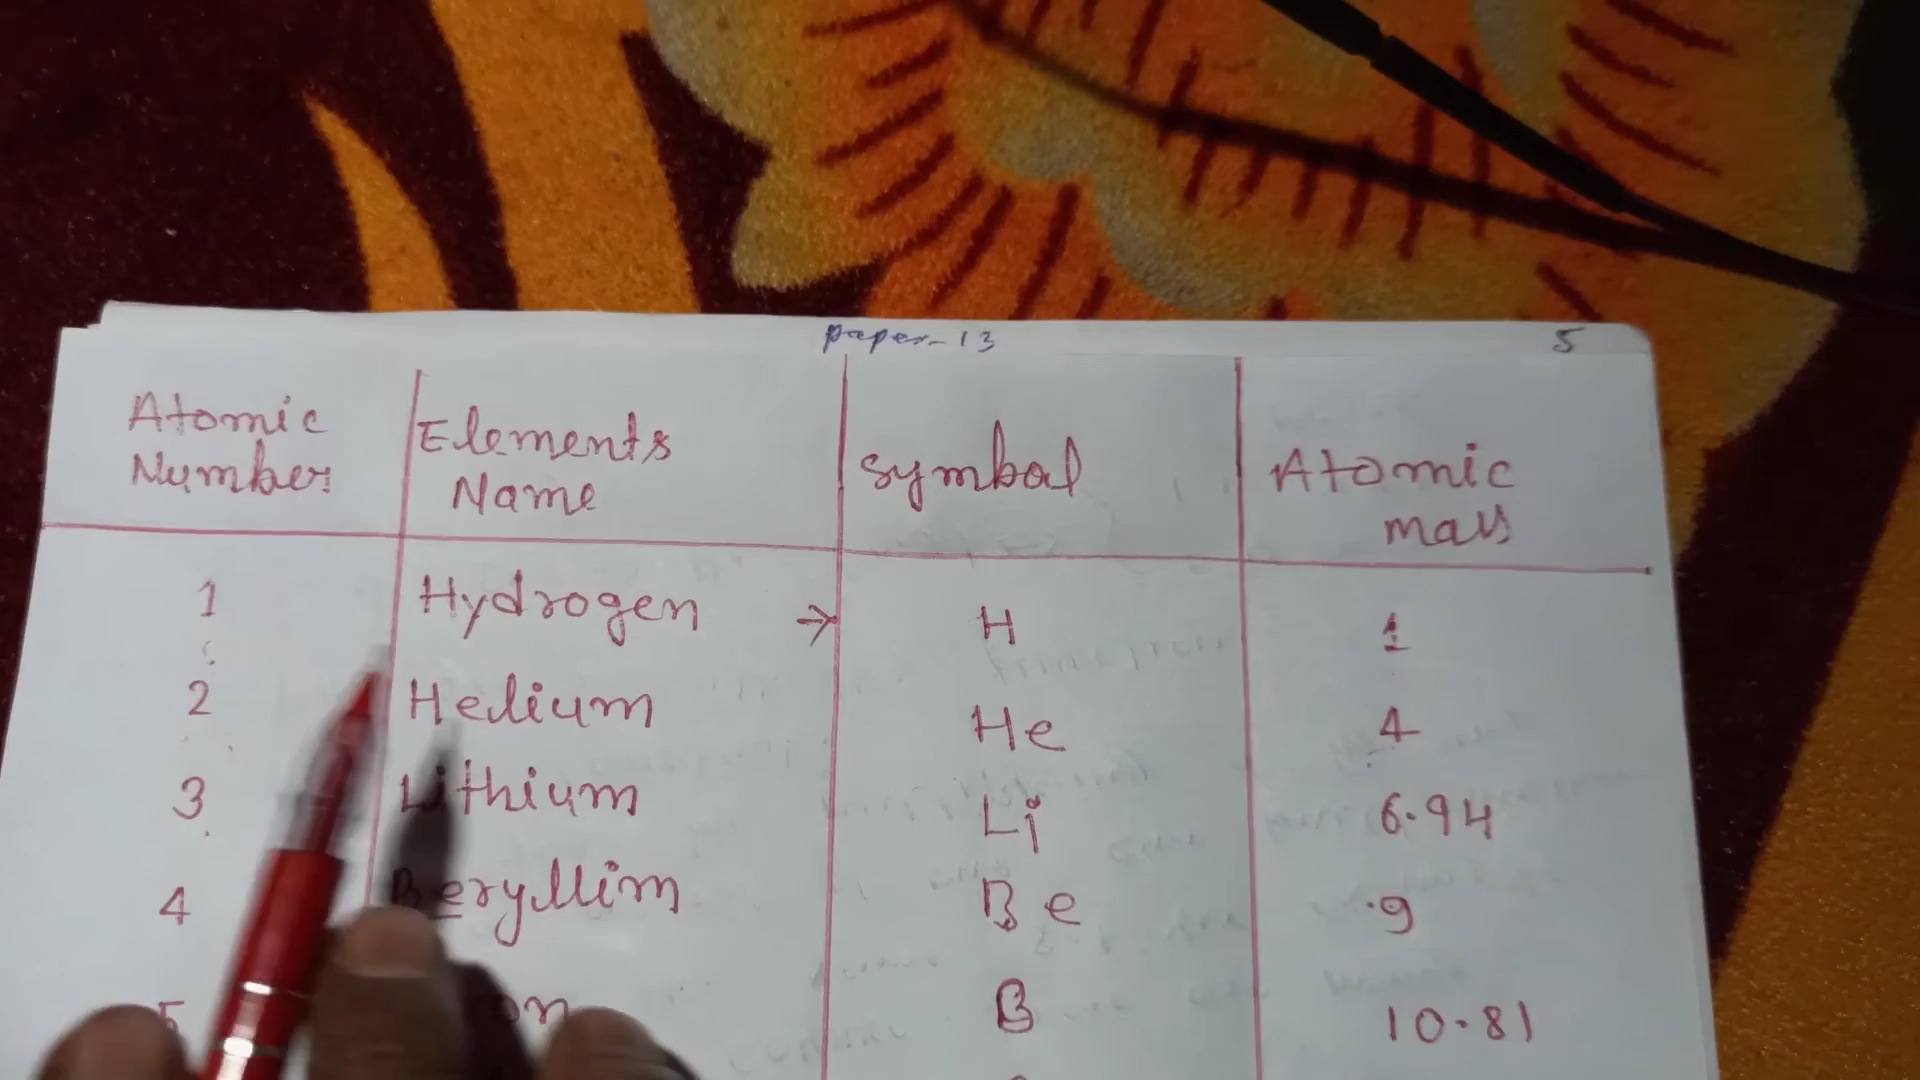 paper-13 5
Atomic Number Elements Name Symbol Atomic mass
1 Hydrogen → H 1
2 Helium He 4
3 Lithium Li 6.94
4 Beryllim Be 9
5 B 10.81